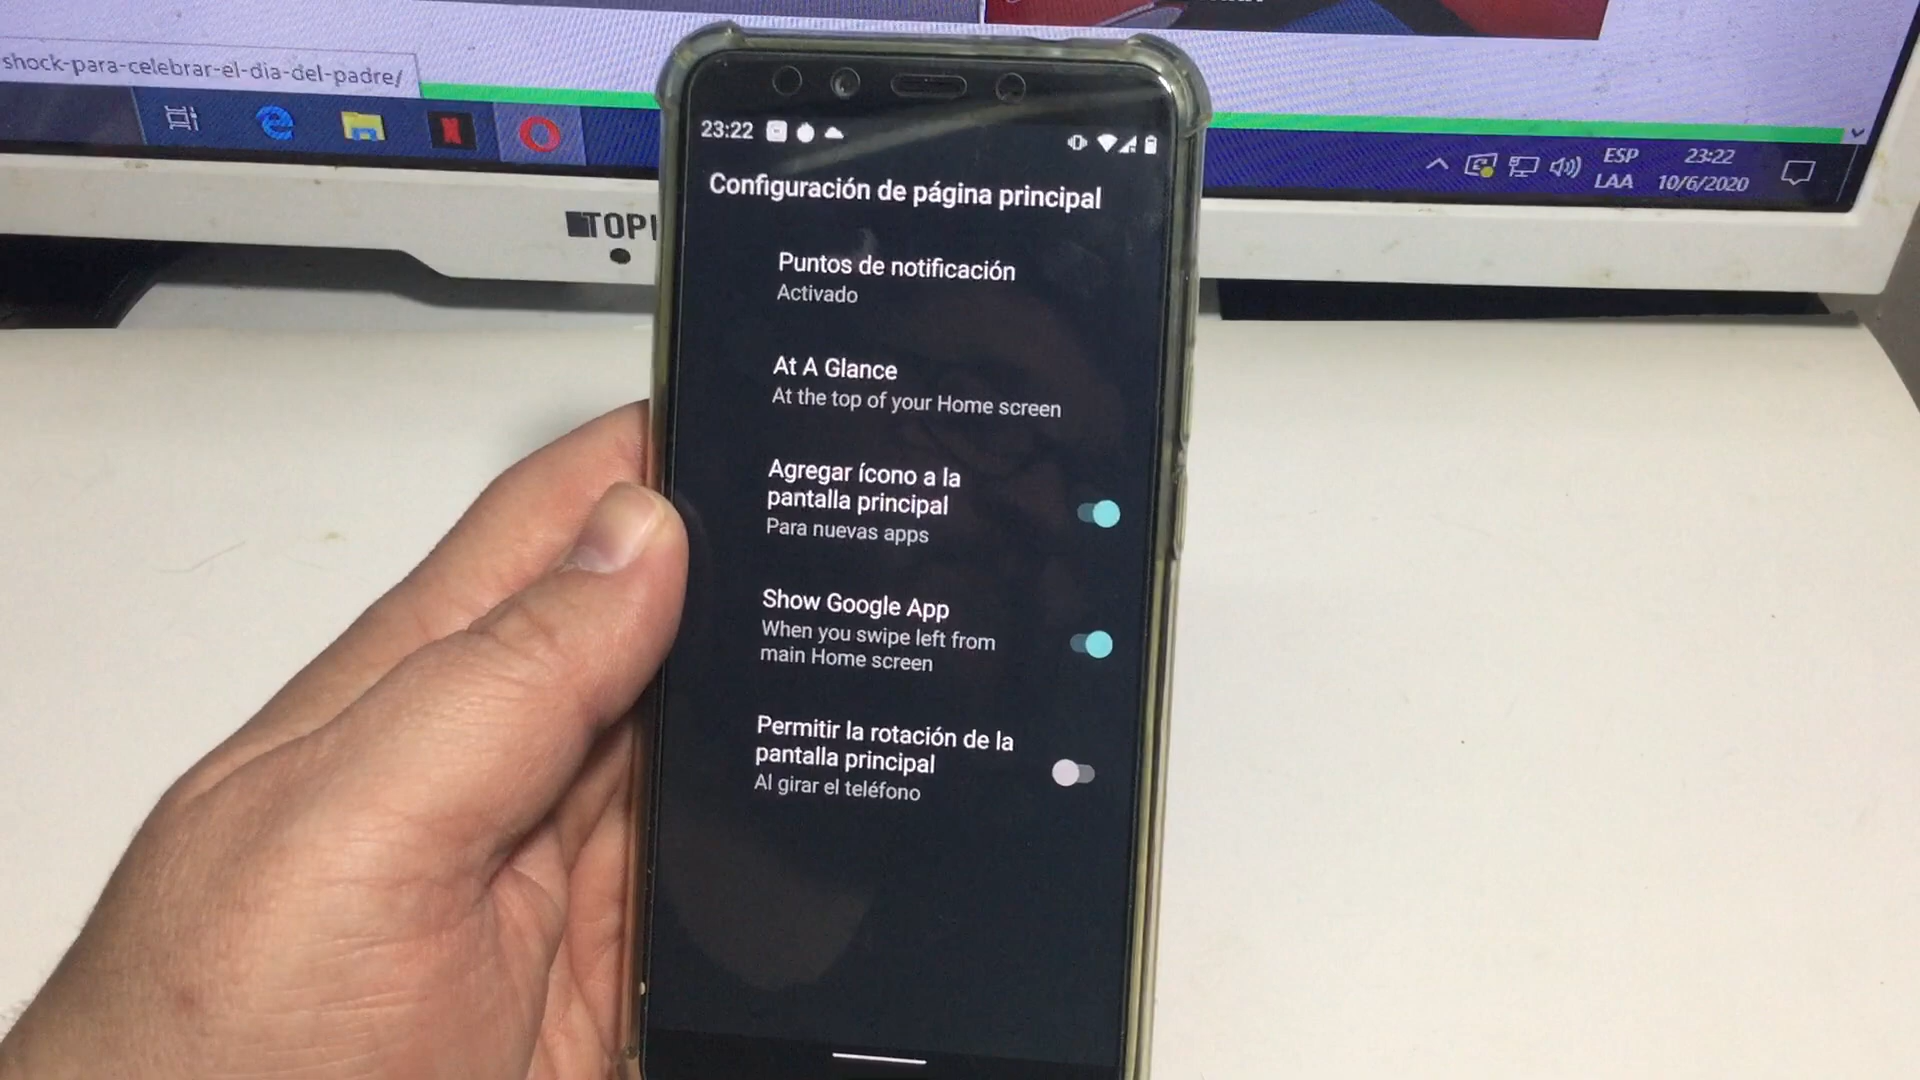 shock-para-celebrar-el-dia-del-padre/
ESP
LAA
23:22
10/6/2020
TOP
23:22
Configuración de página principal
Puntos de notificación
Activado
At A Glance
At the top of your Home screen
Agregar ícono a la
pantalla principal
Para nuevas apps
Show Google App
When you swipe left from
main Home screen
Permitir la rotación de la
pantalla principal
Al girar el teléfono